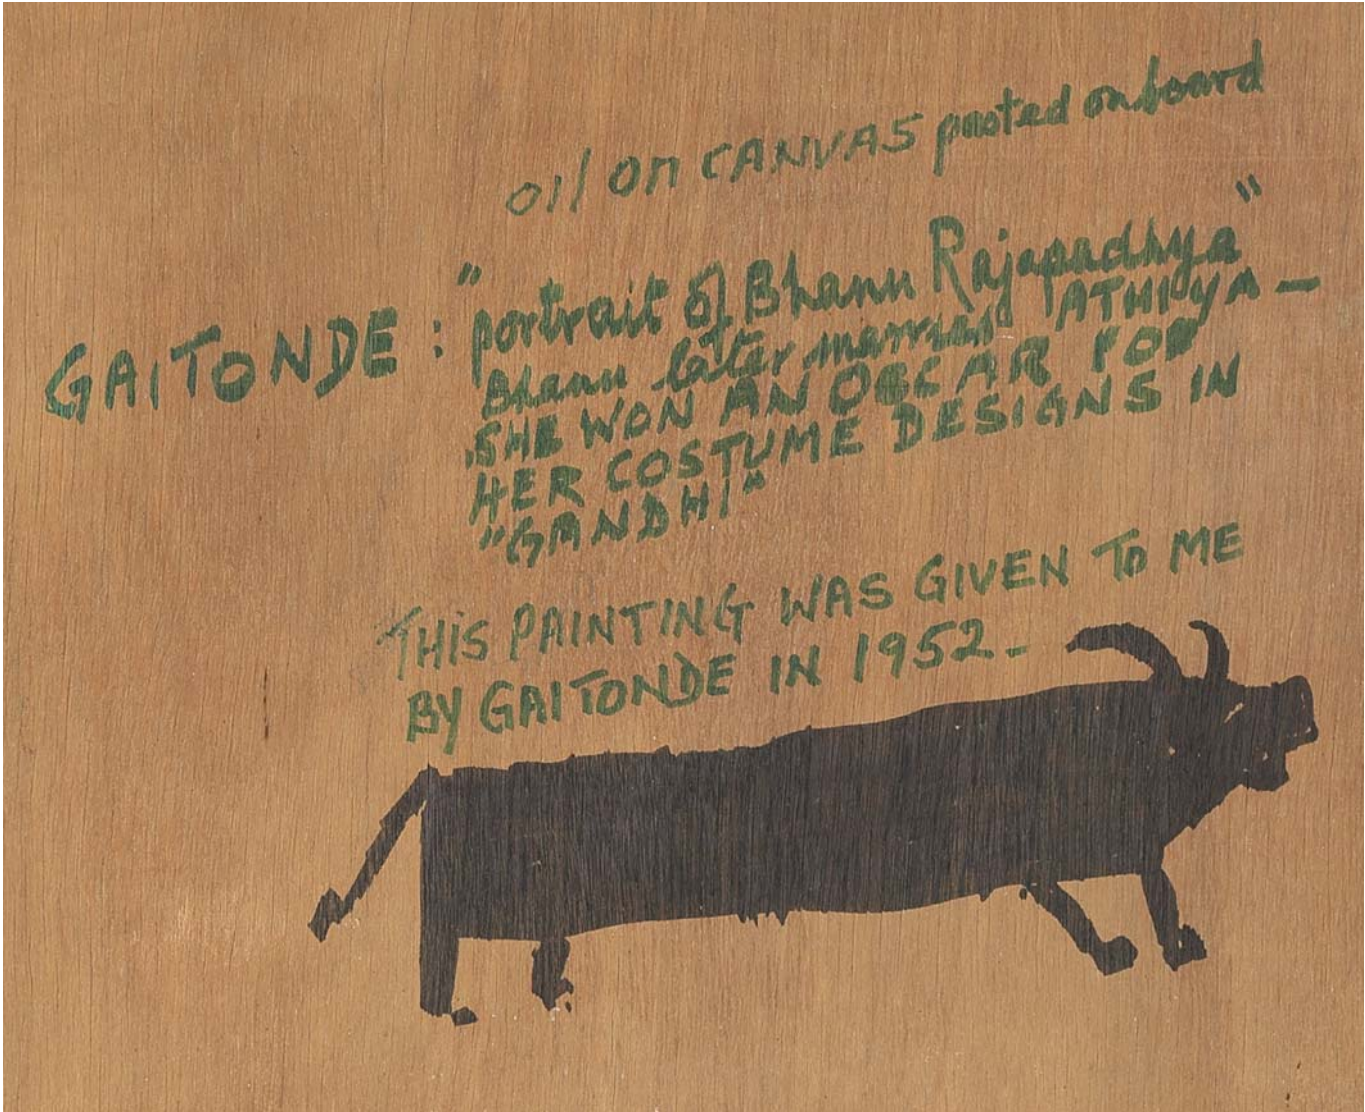 oil on CANVAS pasted on board
GAITONDE : "portrait of Bhanu Rajapadhya"
Bhanu later married ATHIYA —
SHE WON AN OSCAR FOR
HER COSTUME DESIGNS IN
"GANDHI"
THIS PAINTING WAS GIVEN TO ME
BY GAITONDE IN 1952 -